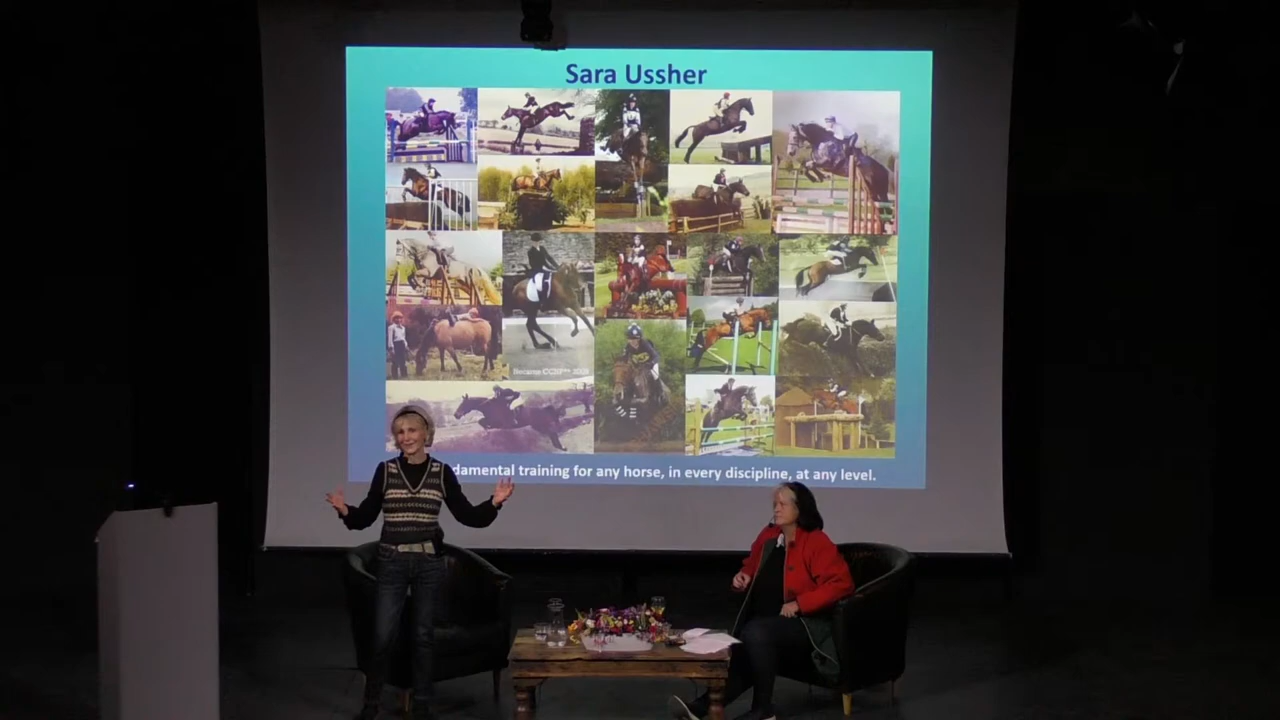 Sara Ussher
damental training for any horse, in every discipline, at any level.